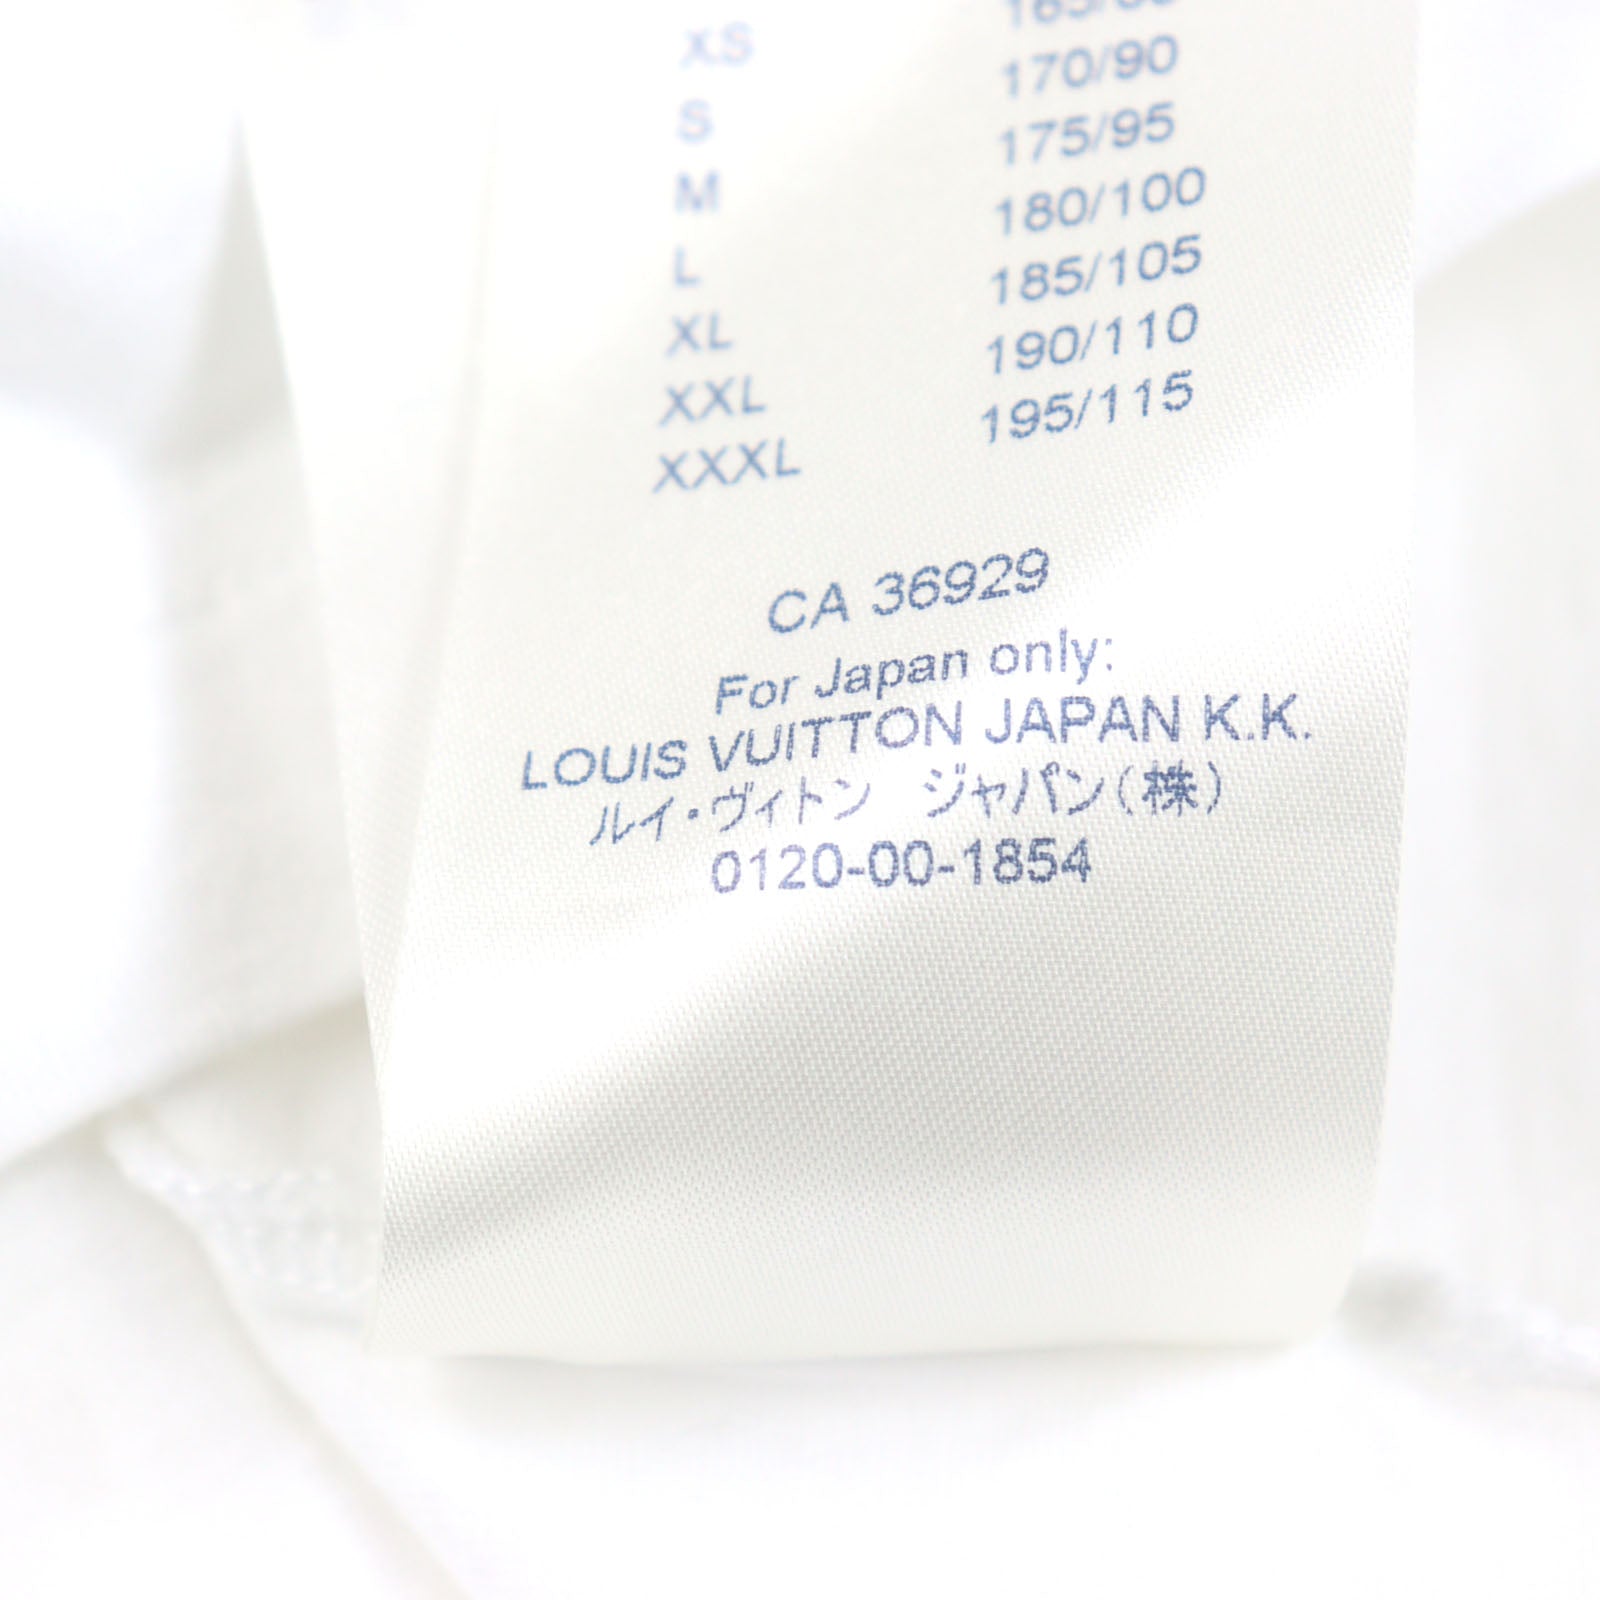 XS
S 170/90
M 175/95
L 180/100
XL 185/105
XXL 190/110
XXXL 195/115
CA 36929
For Japan only:
LOUIS VUITTON JAPAN K.K.
ルイ・ヴィトン　ジャパン(株)
0120-00-1854